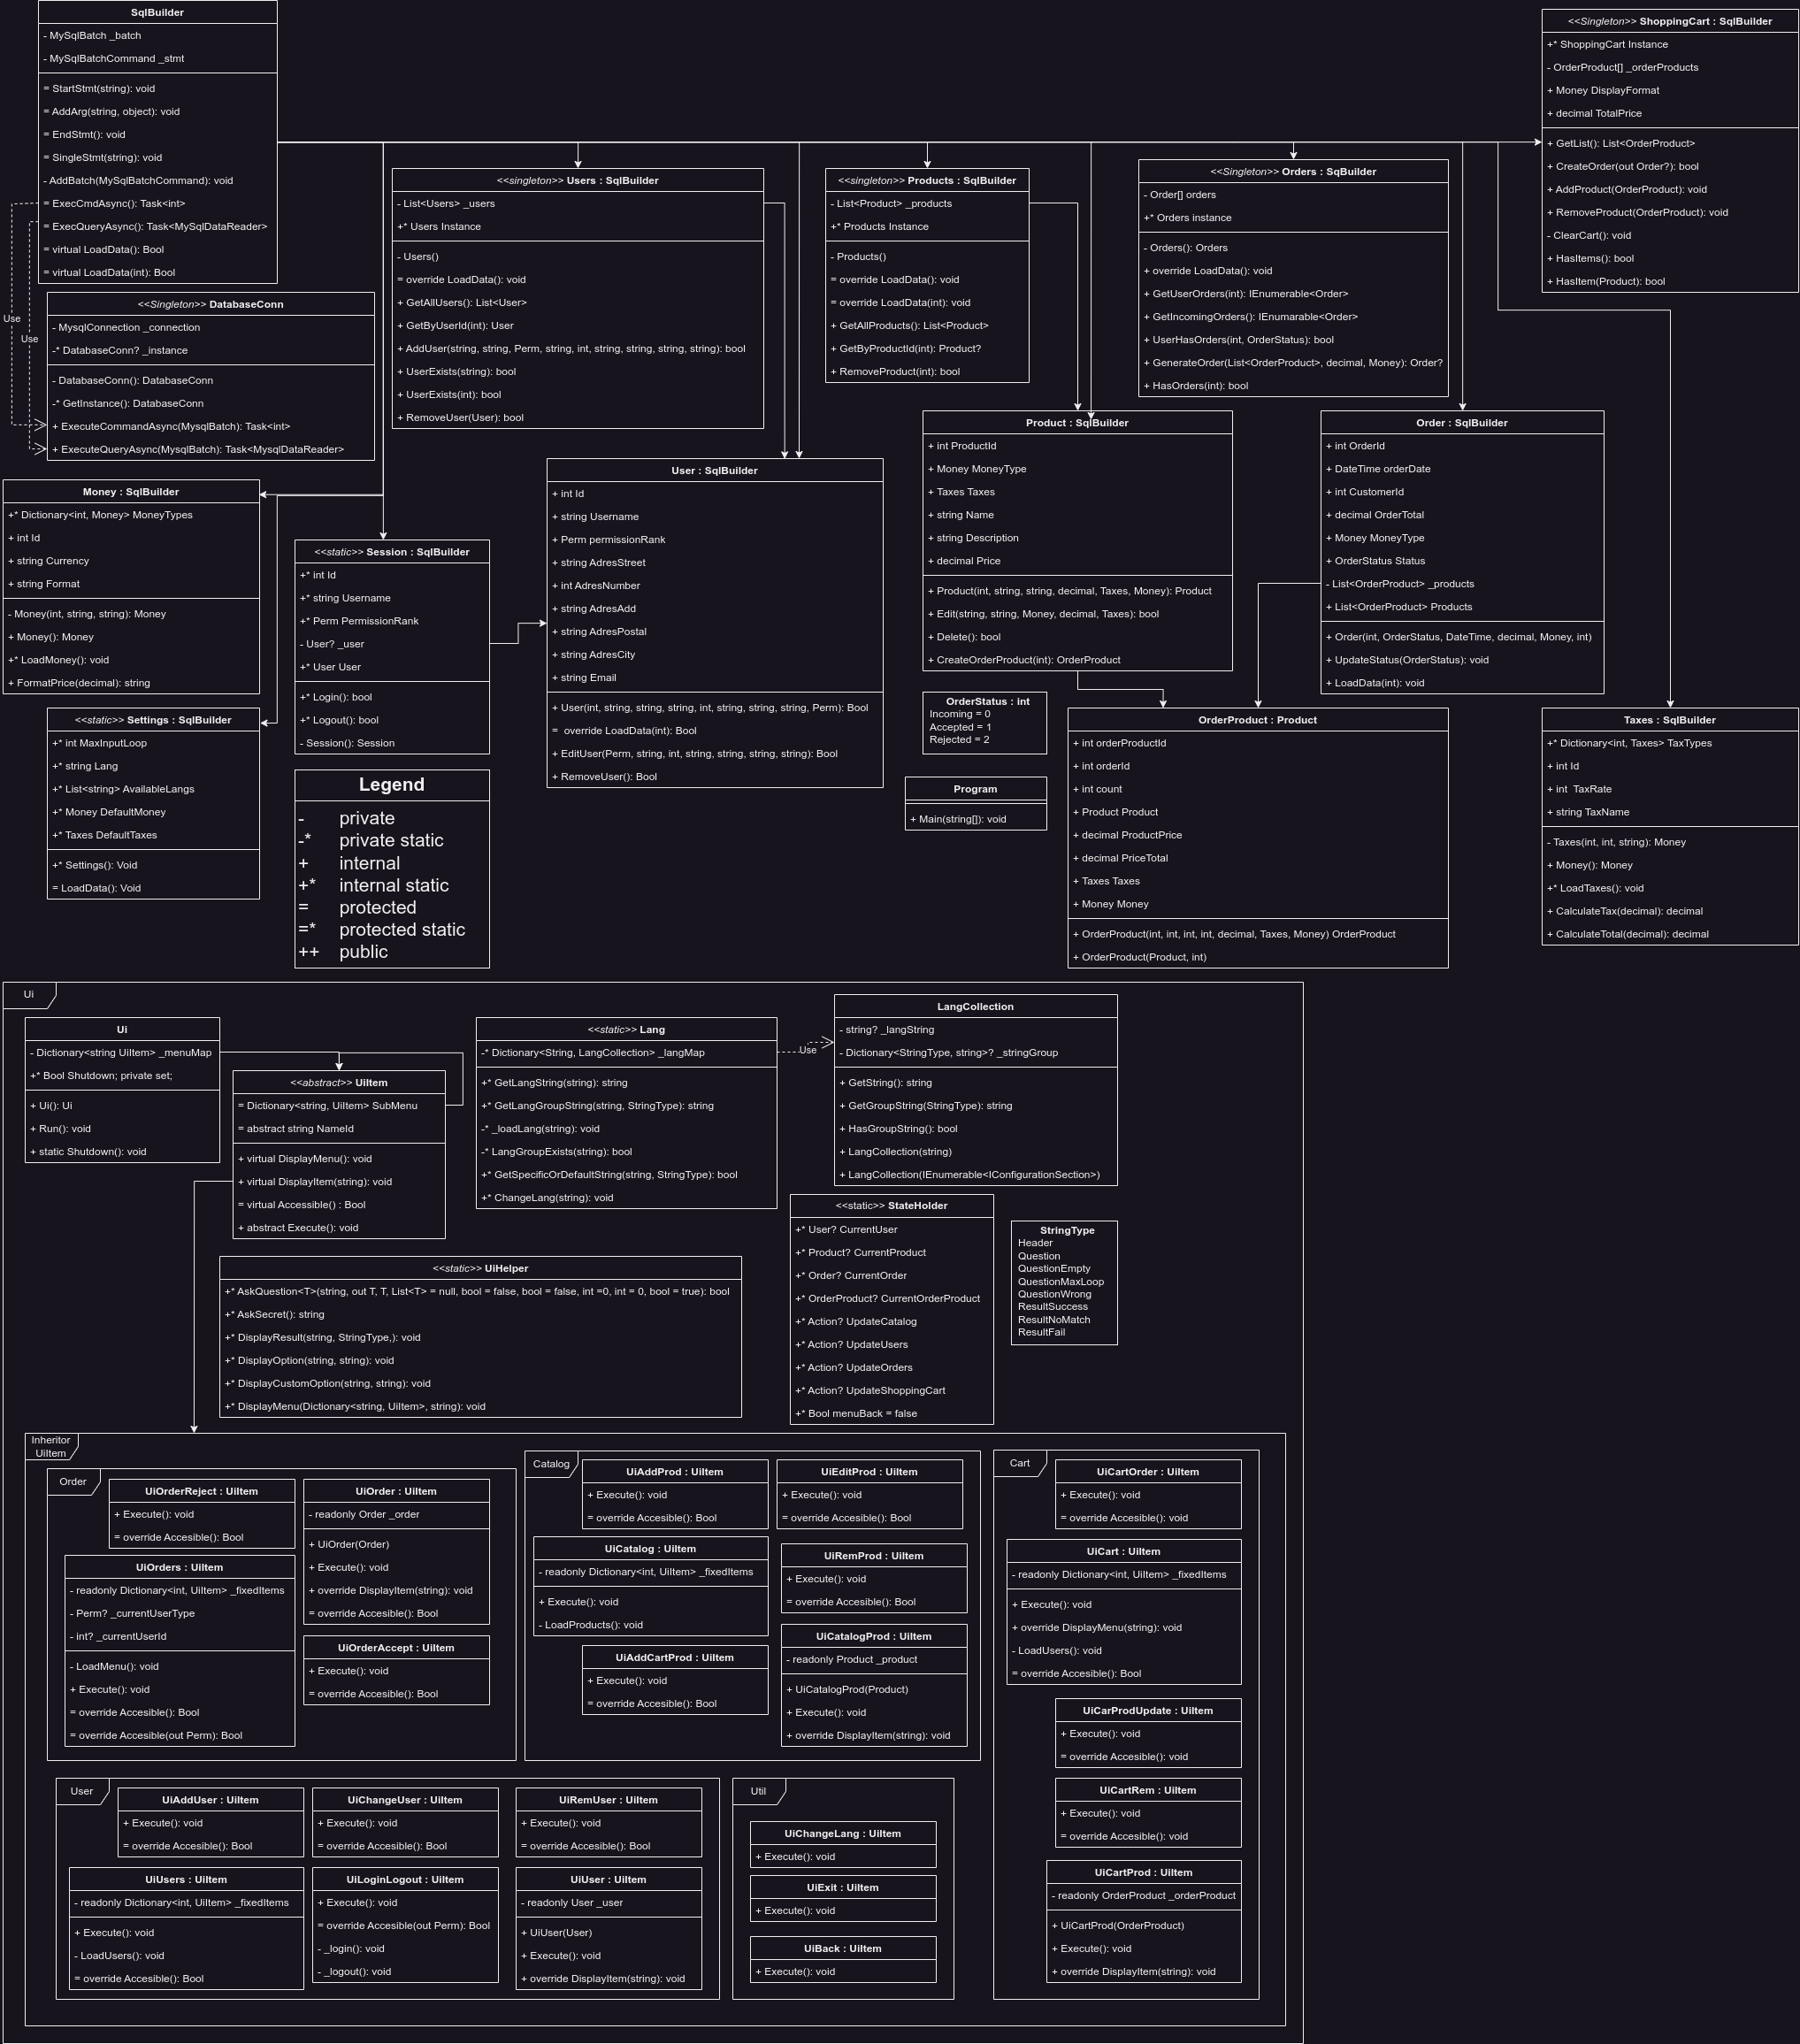 SqlBuilder
- MySqlBatch _batch
- MySqlBatchCommand _stmt
= StartStmt(string): void
= AddArg(string, object): void
= EndStmt(): void
= SingleStmt(string): void
- AddBatch(MySqlBatchCommand): void
= ExecCmdAsync(): Task<int>
= ExecQueryAsync(): Task<MySqlDataReader>
= virtual LoadData(): Bool
= virtual LoadData(int): Bool
Use
Use
<<Singleton>> DatabaseConn
- MysqlConnection _connection
-* DatabaseConn? _instance
- DatabaseConn(): DatabaseConn
-* GetInstance(): DatabaseConn
+ ExecuteCommandAsync(MysqlBatch): Task<int>
+ ExecuteQueryAsync(MysqlBatch): Task<MysqlDataReader>
<<singleton>> Users : SqlBuilder
- List<Users> _users
+* Users Instance
- Users()
= override LoadData(): void
+ GetAllUsers(): List<User>
+ GetByUserId(int): User
+ AddUser(string, string, Perm, string, int, string, string, string, string): bool
+ UserExists(string): bool
+ UserExists(int): bool
+ RemoveUser(User): bool
<<singleton>> Products : SqlBuilder
- List<Product> _products
+* Products Instance
- Products()
= override LoadData(): void
= override LoadData(int): void
+ GetAllProducts(): List<Product>
+ GetByProductId(int): Product?
+ RemoveProduct(int): bool
<<Singleton>> Orders : SqBuilder
- Order[] orders
+* Orders instance
- Orders(): Orders
+ override LoadData(): void
+ GetUserOrders(int): IEnumerable<Order>
+ GetIncomingOrders(): IEnumarable<Order>
+ UserHasOrders(int, OrderStatus): bool
+ GenerateOrder(List<OrderProduct>, decimal, Money): Order?
+ HasOrders(int): bool
<<Singleton>> ShoppingCart : SqlBuilder
+* ShoppingCart Instance
- OrderProduct[] _orderProducts
+ Money DisplayFormat
+ decimal TotalPrice
+ GetList(): List<OrderProduct>
+ CreateOrder(out Order?): bool
+ AddProduct(OrderProduct): void
+ RemoveProduct(OrderProduct): void
- ClearCart(): void
+ HasItems(): bool
+ HasItem(Product): bool
Money : SqlBuilder
+* Dictionary<int, Money> MoneyTypes
+ int Id
+ string Currency
+ string Format
- Money(int, string, string): Money
+ Money(): Money
+* LoadMoney(): void
+ FormatPrice(decimal): string
<<static>> Settings : SqlBuilder
+* int MaxInputLoop
+* string Lang
+* List<string> AvailableLangs
+* Money DefaultMoney
+* Taxes DefaultTaxes
+* Settings(): Void
= LoadData(): Void
<<static>> Session : SqlBuilder
+* int Id
+* string Username
+* Perm PermissionRank
- User? _user
+* User User
+* Login(): bool
+* Logout(): bool
- Session(): Session
Legend
- private
-* private static
+ internal
+* internal static
= protected
=* protected static
++ public
User : SqlBuilder
+ int Id
+ string Username
+ Perm permissionRank
+ string AdresStreet
+ int AdresNumber
+ string AdresAdd
+ string AdresPostal
+ string AdresCity
+ string Email
+ User(int, string, string, string, int, string, string, string, Perm): Bool
= override LoadData(int): Bool
+ EditUser(Perm, string, int, string, string, string, string): Bool
+ RemoveUser(): Bool
Product : SqlBuilder
+ int ProductId
+ Money MoneyType
+ Taxes Taxes
+ string Name
+ string Description
+ decimal Price
+ Product(int, string, string, decimal, Taxes, Money): Product
+ Edit(string, string, Money, decimal, Taxes): bool
+ Delete(): bool
+ CreateOrderProduct(int): OrderProduct
Order : SqlBuilder
+ int OrderId
+ DateTime orderDate
+ int CustomerId
+ decimal OrderTotal
+ Money MoneyType
+ OrderStatus Status
- List<OrderProduct> _products
+ List<OrderProduct> Products
+ Order(int, OrderStatus, DateTime, decimal, Money, int)
+ UpdateStatus(OrderStatus): void
+ LoadData(int): void
OrderStatus : int
Incoming = 0
Accepted = 1
Rejected = 2
Program
+ Main(string[]): void
OrderProduct : Product
+ int orderProductId
+ int orderId
+ int count
+ Product Product
+ decimal ProductPrice
+ decimal PriceTotal
+ Taxes Taxes
+ Money Money
+ OrderProduct(int, int, int, int, decimal, Taxes, Money) OrderProduct
+ OrderProduct(Product, int)
Taxes : SqlBuilder
+* Dictionary<int, Taxes> TaxTypes
+ int Id
+ int TaxRate
+ string TaxName
- Taxes(int, int, string): Money
+ Money(): Money
+* LoadTaxes(): void
+ CalculateTax(decimal): decimal
+ CalculateTotal(decimal): decimal
Ui
Ui
- Dictionary<string UiItem> _menuMap
+* Bool Shutdown; private set;
+ Ui(): Ui
+ Run(): void
+ static Shutdown(): void
<<abstract>> UiItem
= Dictionary<string, UiItem> SubMenu
= abstract string NameId
+ virtual DisplayMenu(): void
+ virtual DisplayItem(string): void
= virtual Accessible() : Bool
+ abstract Execute(): void
<<static>> Lang
-* Dictionary<String, LangCollection> _langMap
+* GetLangString(string): string
+* GetLangGroupString(string, StringType): string
-* _loadLang(string): void
-* LangGroupExists(string): bool
+* GetSpecificOrDefaultString(string, StringType): bool
+* ChangeLang(string): void
Use
LangCollection
- string? _langString
- Dictionary<StringType, string>? _stringGroup
+ GetString(): string
+ GetGroupString(StringType): string
+ HasGroupString(): bool
+ LangCollection(string)
+ LangCollection(IEnumerable<IConfigurationSection>)
<<static>> StateHolder
+* User? CurrentUser
+* Product? CurrentProduct
+* Order? CurrentOrder
+* OrderProduct? CurrentOrderProduct
+* Action? UpdateCatalog
+* Action? UpdateUsers
+* Action? UpdateOrders
+* Action? UpdateShoppingCart
+* Bool menuBack = false
StringType
Header
Question
QuestionEmpty
QuestionMaxLoop
QuestionWrong
ResultSuccess
ResultNoMatch
ResultFail
<<static>> UiHelper
+* AskQuestion<T>(string, out T, T, List<T> = null, bool = false, bool = false, int =0, int = 0, bool = true): bool
+* AskSecret(): string
+* DisplayResult(string, StringType,): void
+* DisplayOption(string, string): void
+* DisplayCustomOption(string, string): void
+* DisplayMenu(Dictionary<string, UiItem>, string): void
Inheritor
UiItem
Order
UiOrderReject : UiItem
+ Execute(): void
= override Accesible(): Bool
UiOrder : UiItem
- readonly Order _order
+ UiOrder(Order)
+ Execute(): void
+ override DisplayItem(string): void
= override Accesible(): Bool
UiOrders : UiItem
- readonly Dictionary<int, UiItem> _fixedItems
- Perm? _currentUserType
- int? _currentUserId
- LoadMenu(): void
+ Execute(): void
= override Accesible(): Bool
= override Accesible(out Perm): Bool
UiOrderAccept : UiItem
+ Execute(): void
= override Accesible(): Bool
Catalog
UiAddProd : UiItem
+ Execute(): void
= override Accesible(): Bool
UiEditProd : UiItem
+ Execute(): void
= override Accesible(): Bool
UiCatalog : UiItem
- readonly Dictionary<int, UiItem> _fixedItems
+ Execute(): void
- LoadProducts(): void
UiRemProd : UiItem
+ Execute(): void
= override Accesible(): Bool
UiAddCartProd : UiItem
+ Execute(): void
= override Accesible(): Bool
UiCatalogProd : UiItem
- readonly Product _product
+ UiCatalogProd(Product)
+ Execute(): void
+ override DisplayItem(string): void
Cart
UiCartOrder : UiItem
+ Execute(): void
= override Accesible(): void
UiCart : UiItem
- readonly Dictionary<int, UiItem> _fixedItems
+ Execute(): void
+ override DisplayMenu(string): void
- LoadUsers(): void
= override Accesible(): Bool
UiCarProdUpdate : UiItem
+ Execute(): void
= override Accesible(): void
UiCartRem : UiItem
+ Execute(): void
= override Accesible(): void
UiCartProd : UiItem
- readonly OrderProduct _orderProduct
+ UiCartProd(OrderProduct)
+ Execute(): void
+ override DisplayItem(string): void
User
UiAddUser : UiItem
+ Execute(): void
= override Accesible(): Bool
UiChangeUser : UiItem
+ Execute(): void
= override Accesible(): Bool
UiRemUser : UiItem
+ Execute(): void
= override Accesible(): Bool
UiUsers : UiItem
- readonly Dictionary<int, UiItem> _fixedItems
+ Execute(): void
- LoadUsers(): void
= override Accesible(): Bool
UiLoginLogout : UiItem
+ Execute(): void
= override Accesible(out Perm): Bool
- _login(): void
- _logout(): void
UiUser : UiItem
- readonly User _user
+ UiUser(User)
+ Execute(): void
+ override DisplayItem(string): void
Util
UiChangeLang : UiItem
+ Execute(): void
UiExit : UiItem
+ Execute(): void
UiBack : UiItem
+ Execute(): void